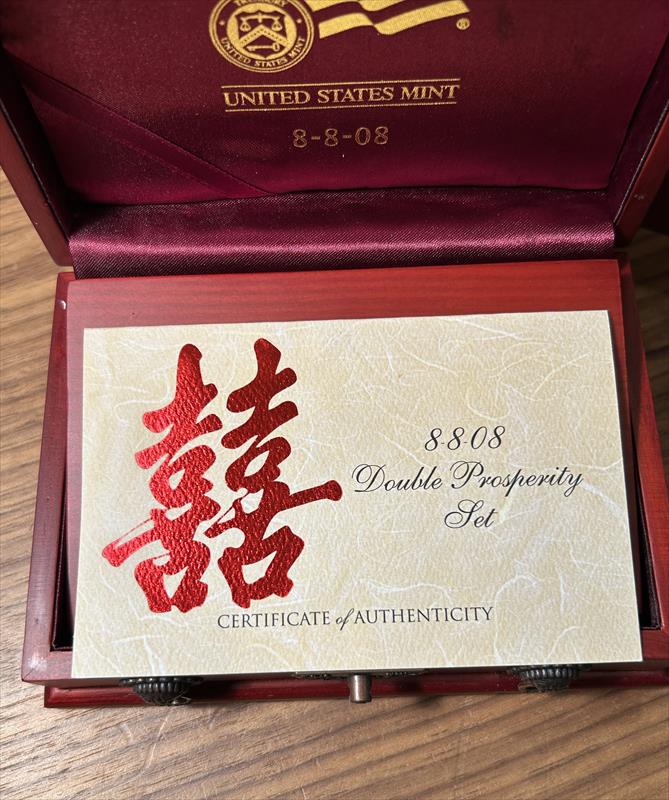 UNITED STATES MINT
8-8-08
囍
8-8-08
Double Prosperity
Set
CERTIFICATE of AUTHENTICITY